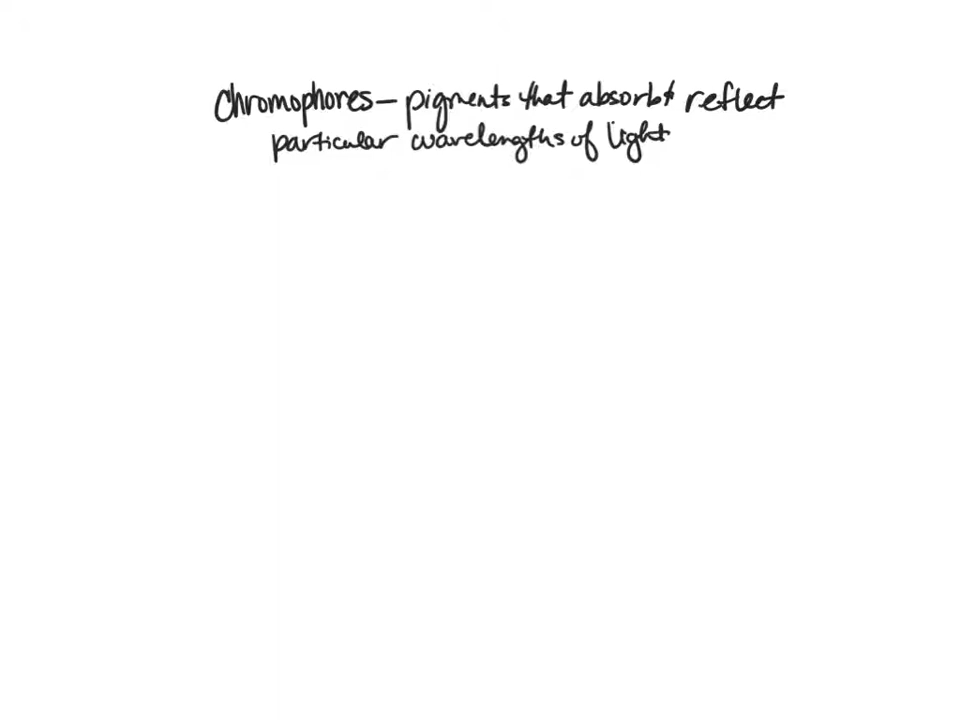 Chromophores - pigments that absorb & reflect
particular wavelengths of light